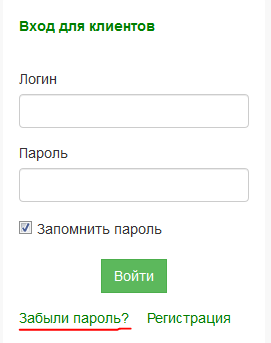 Вход для клиентов
Логин
Пароль
Запомнить пароль
Войти
Забыли пароль? Регистрация